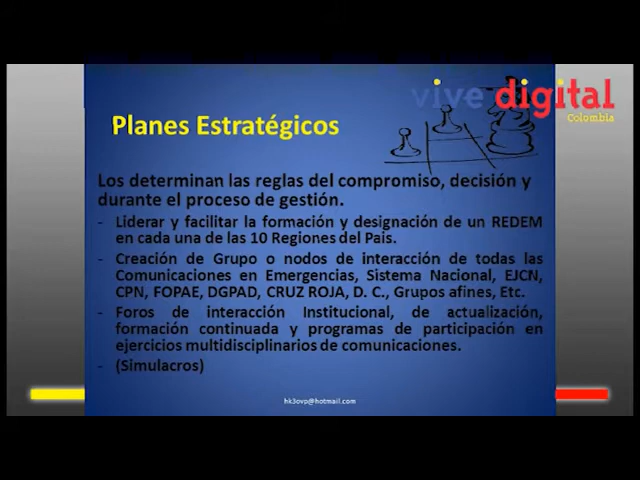 vive digital
Colombia
Planes Estratégicos
Los determinan las reglas del compromiso, decisión y
durante el proceso de gestión.
- Liderar y facilitar la formación y designación de un REDEM
en cada una de las 10 Regiones del Pais.
- Creación de Grupo o nodos de interacción de todas las
Comunicaciones en Emergencias, Sistema Nacional, EJCN,
CPN, FOPAE, DGPAD, CRUZ ROJA, D. C., Grupos afines, Etc.
- Foros de interacción Institucional, de actualización,
formación continuada y programas de participación en
ejercicios multidisciplinarios de comunicaciones.
- (Simulacros)
hk3ovp@hotmail.com